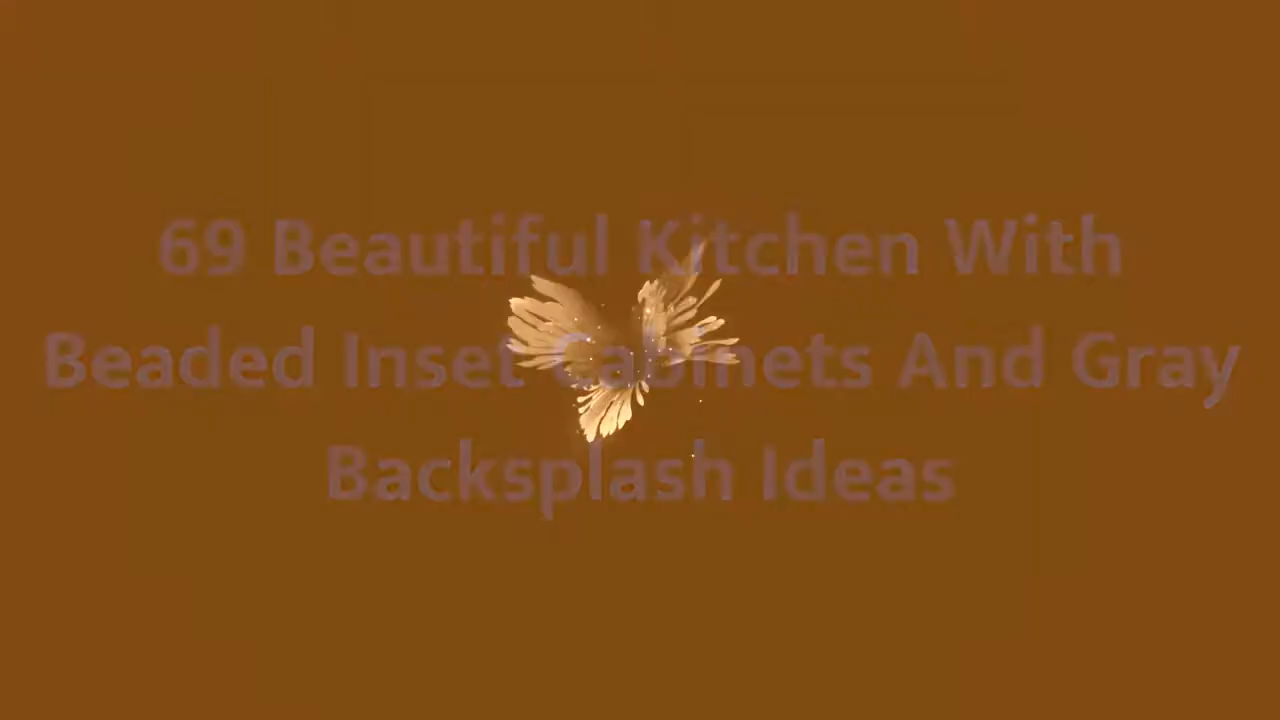 69 Beautiful Kitchen With
Beaded Inset Cabinets And Gray
Backsplash Ideas